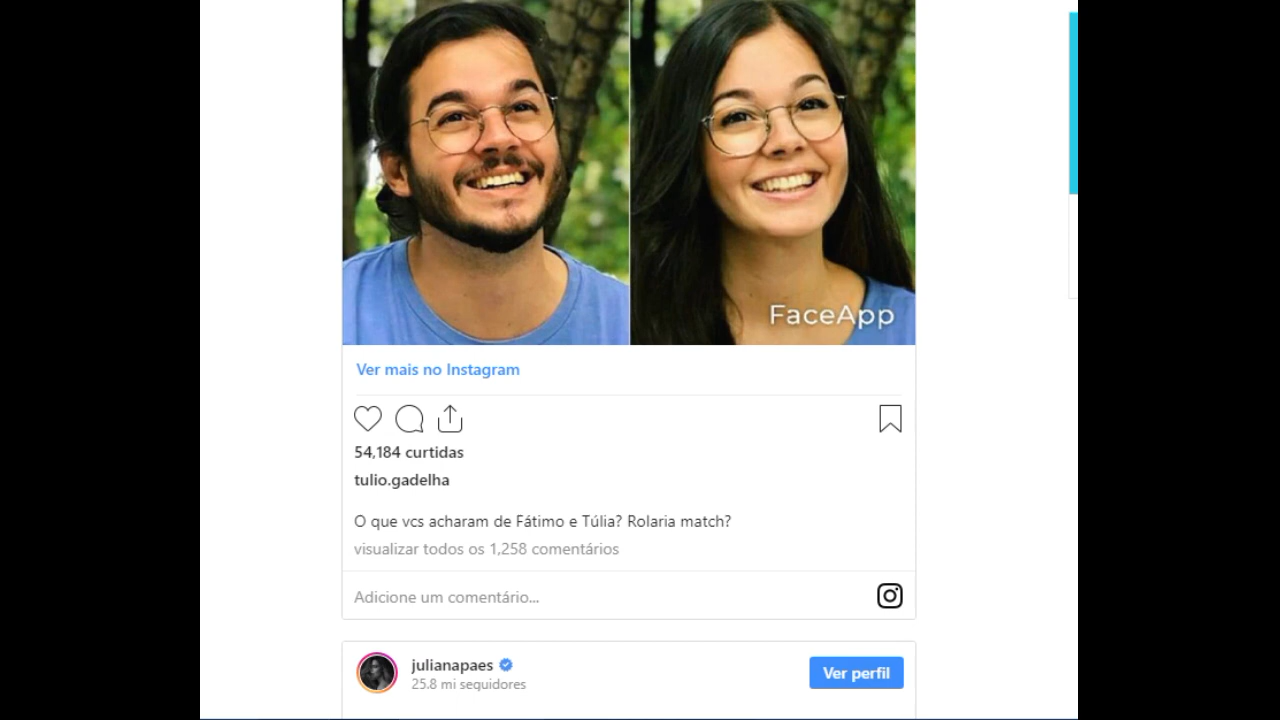 FaceApp
Ver mais no Instagram
54,184 curtidas
tulio.gadelha
O que vcs acharam de Fátimo e Túlia? Rolaria match?
visualizar todos os 1,258 comentários
Adicione um comentário...
julianapaes
25.8 mi seguidores
Ver perfil